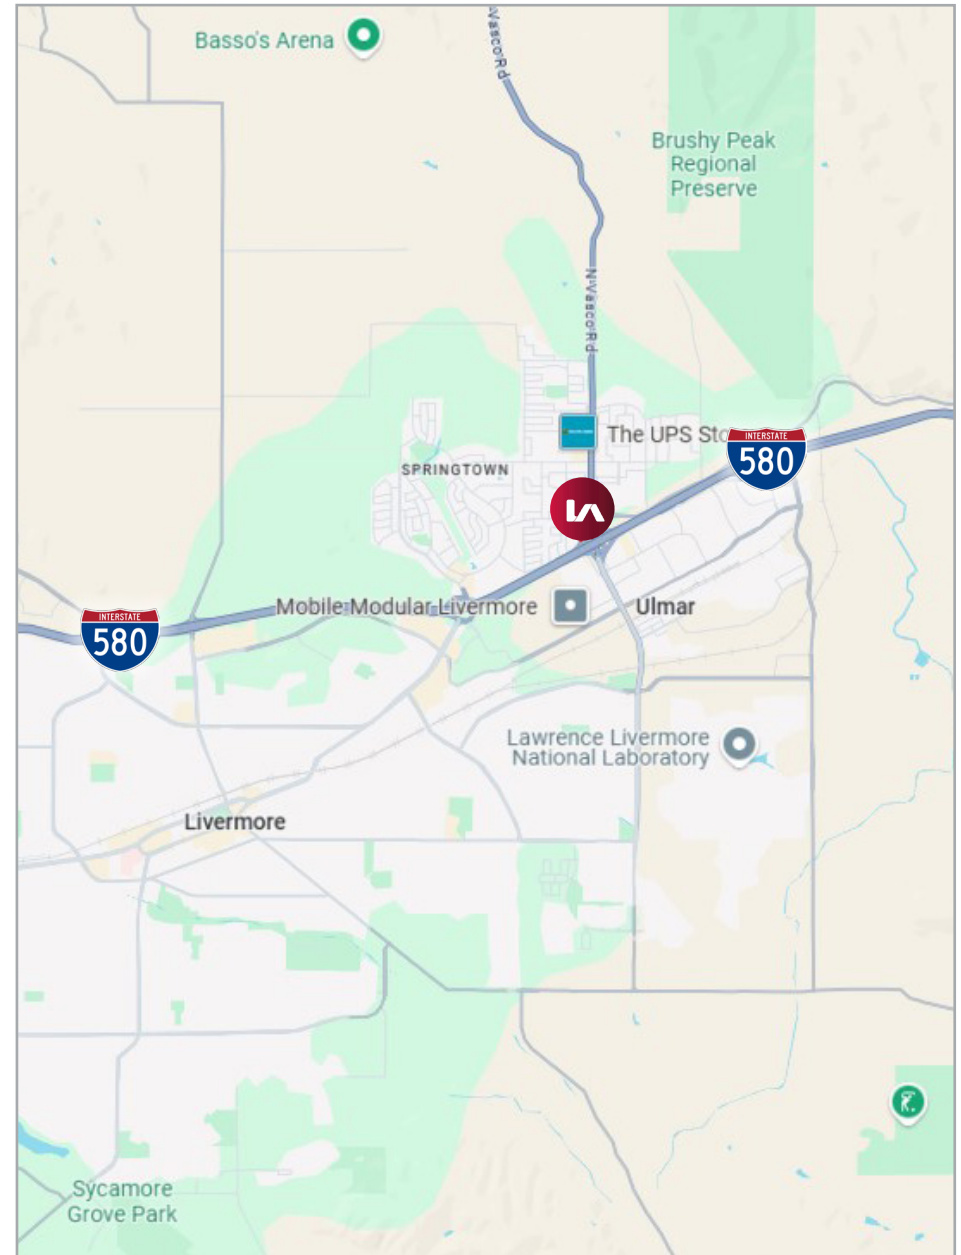 Vasco Rd
Basso's Arena
Brushy Peak
Regional
Preserve
N Vasco Rd
The UPS Sto
INTERSTATE
580
SPRINGTOWN
Mobile Modular Livermore
Ulmar
INTERSTATE
580
Lawrence Livermore
National Laboratory
Livermore
Sycamore
Grove Park